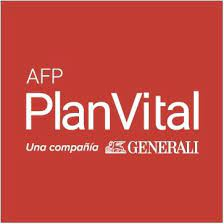 AFP
PlanVital
Una compañía GENERALI